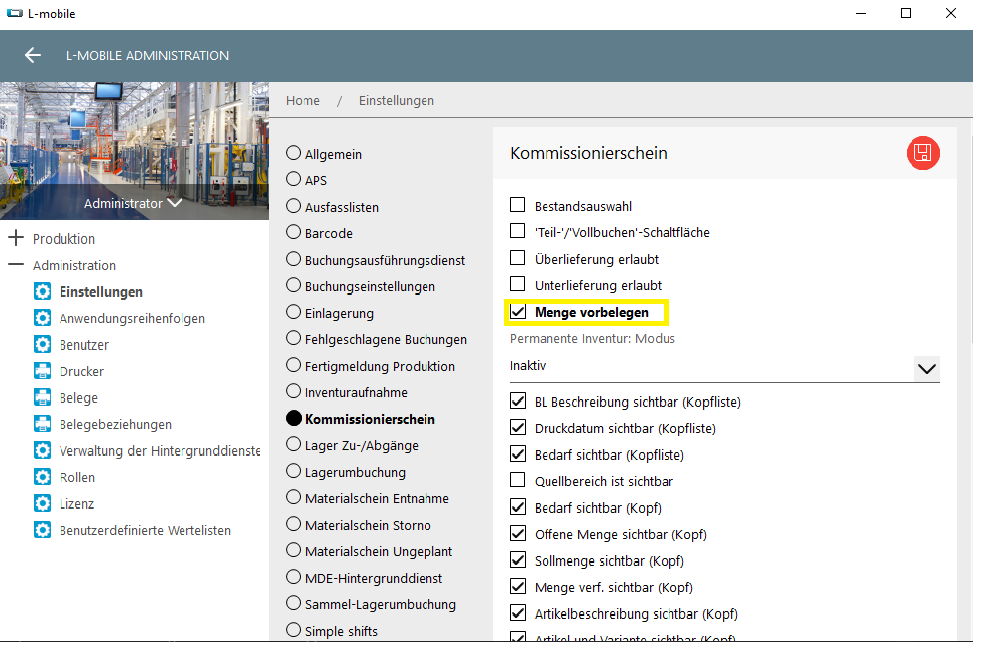 L-mobile
L-MOBILE ADMINISTRATION
Administrator
Produktion
Administration
Einstellungen
Anwendungsreihenfolgen
Benutzer
Drucker
Belege
Belegebeziehungen
Verwaltung der Hintergrunddienste
Rollen
Lizenz
Benutzerdefinierte Wertelisten
Home / Einstellungen
Allgemein
APS
Ausfasslisten
Barcode
Buchungsausführungsdienst
Buchungseinstellungen
Einlagerung
Fehlgeschlagene Buchungen
Fertigmeldung Produktion
Inventuraufnahme
Kommissionierschein
Lager Zu-/Abgänge
Lagerumbuchung
Materialschein Entnahme
Materialschein Storno
Materialschein Ungeplant
MDE-Hintergrunddienst
Sammel-Lagerumbuchung
Simple shifts
Kommissionierschein
Bestandsauswahl
'Teil-'/'Vollbuchen'-Schaltfläche
Überlieferung erlaubt
Unterlieferung erlaubt
Menge vorbelegen
Permanente Inventur: Modus
Inaktiv
BL Beschreibung sichtbar (Kopfliste)
Druckdatum sichtbar (Kopfliste)
Bedarf sichtbar (Kopfliste)
Quellbereich ist sichtbar
Bedarf sichtbar (Kopf)
Offene Menge sichtbar (Kopf)
Sollmenge sichtbar (Kopf)
Menge verf. sichtbar (Kopf)
Artikelbeschreibung sichtbar (Kopf)
Artikel und Variante sichtbar (Kopf)